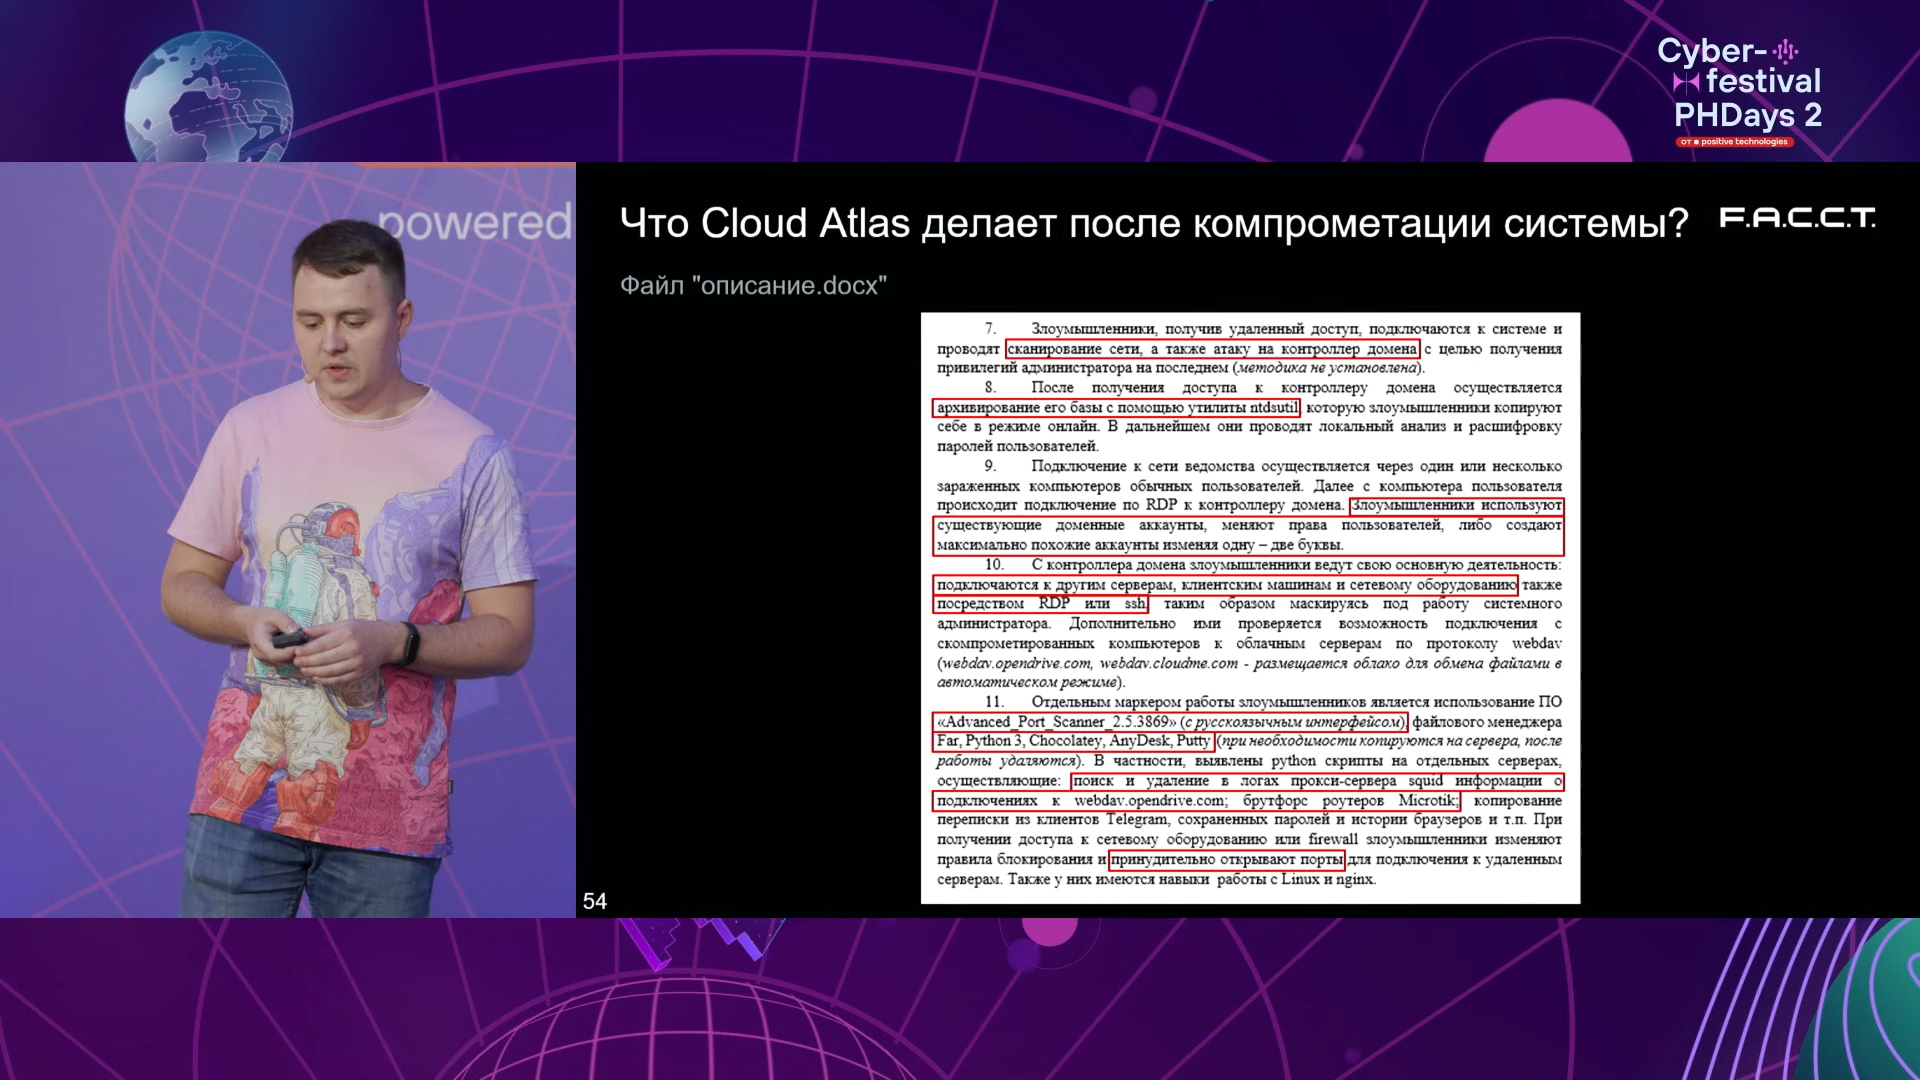 Cyber-
festival
PHDays 2
от positive technologies
powered
Что Cloud Atlas делает после компрометации системы?
F.A.C.C.T.
Файл "описание.docx"
7. Злоумышленники, получив удаленный доступ, подключаются к системе и
проводят сканирование сети, а также атаку на контроллер домена с целью получения
привилегий администратора на последнем (методика не установлена).
8. После получения доступа к контроллеру домена осуществляется
архивирование его базы с помощью утилиты ntdsutil, которую злоумышленники копируют
себе в режиме онлайн. В дальнейшем они проводят локальный анализ и расшифровку
паролей пользователей.
9. Подключение к сети ведомства осуществляется через один или несколько
зараженных компьютеров обычных пользователей. Далее с компьютера пользователя
происходит подключение по RDP к контроллеру домена. Злоумышленники используют
существующие доменные аккаунты, меняют права пользователей, либо создают
максимально похожие аккаунты изменяя одну – две буквы.
10. С контроллера домена злоумышленники ведут свою основную деятельность:
подключаются к другим серверам, клиентским машинам и сетевому оборудованию также
посредством RDP или ssh, таким образом маскируясь под работу системного
администратора. Дополнительно ими проверяется возможность подключения с
скомпрометированных компьютеров к облачным серверам по протоколу webdav
(webdav.opendrive.com, webdav.cloudme.com - размещается облако для обмена файлами в
автоматическом режиме).
11. Отдельным маркером работы злоумышленников является использование ПО
«Advanced_Port_Scanner_2.5.3869» (с русскоязычным интерфейсом), файлового менеджера
Far, Python 3, Chocolatey, AnyDesk, Putty (при необходимости копируются на сервера, после
работы удаляются). В частности, выявлены python скрипты на отдельных серверах,
осуществляющие: поиск и удаление в логах прокси-сервера squid информации о
подключениях к webdav.opendrive.com; брутфорс роутеров Microtik; копирование
переписки из клиентов Telegram, сохраненных паролей и истории браузеров и т.п. При
получении доступа к сетевому оборудованию или firewall злоумышленники изменяют
правила блокирования и принудительно открывают порты для подключения к удаленным
серверам. Также у них имеются навыки работы с Linux и nginx.
54